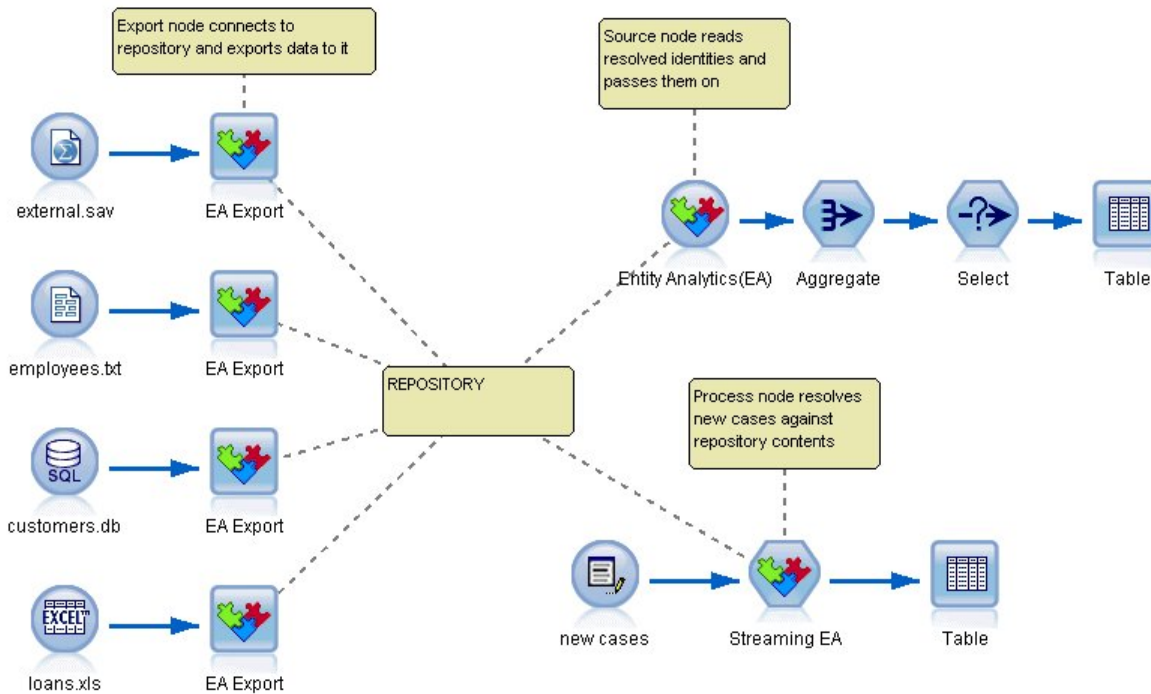 Export node connects to
repository and exports data to it
Source node reads
resolved identities and
passes them on
external.sav
EA Export
Entity Analytics(EA)
Aggregate
Select
Table
employees.txt
EA Export
REPOSITORY
Process node resolves
new cases against
repository contents
SQL
customers.db
EA Export
EXCEL™
loans.xls
EA Export
new cases
Streaming EA
Table